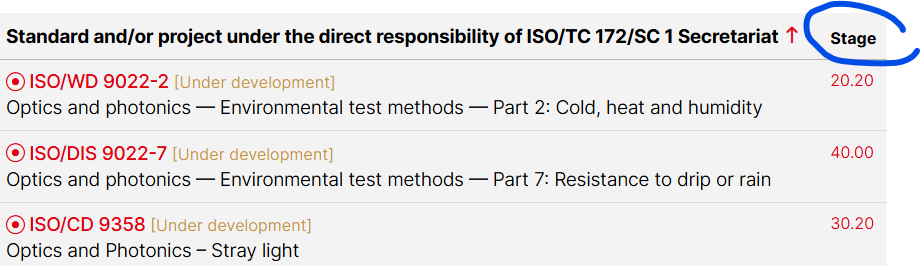 Standard and/or project under the direct responsibility of ISO/TC 172/SC 1 Secretariat ↑ Stage
ISO/WD 9022-2 [Under development] 20.20
Optics and photonics — Environmental test methods — Part 2: Cold, heat and humidity
ISO/DIS 9022-7 [Under development] 40.00
Optics and photonics — Environmental test methods — Part 7: Resistance to drip or rain
ISO/CD 9358 [Under development] 30.20
Optics and Photonics – Stray light